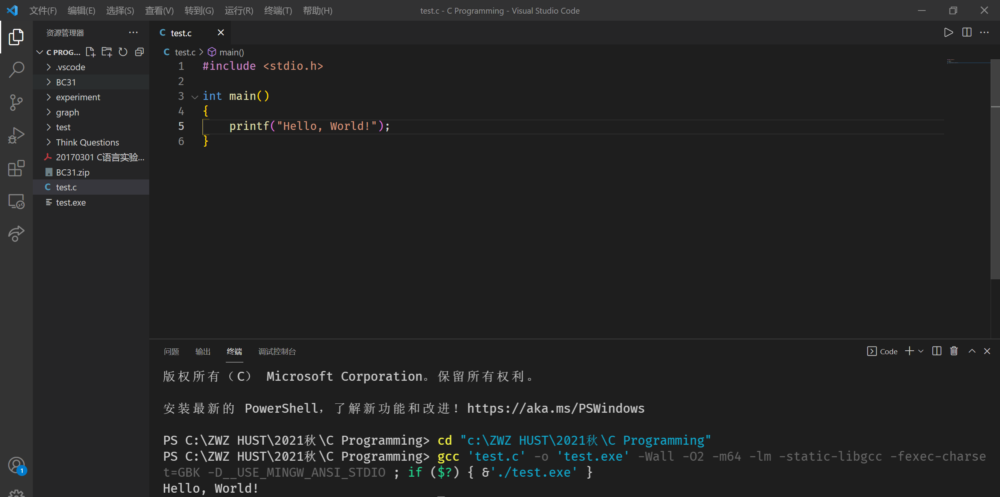 文件(F) 编辑(E) 选择(S) 查看(V) 转到(G) 运行(R) 终端(T) 帮助(H) test.c - C Programming - Visual Studio Code
资源管理器
C PROG...
.vscode
BC31
experiment
graph
test
Think Questions
20170301 C语言实验...
BC31.zip
C test.c
test.exe
1
C test.c
C test.c > main()
1 #include <stdio.h>
2
3 int main()
4 {
5 printf("Hello, World!");
6 }
问题 输出 终端 调试控制台 Code
版权所有（C） Microsoft Corporation。保留所有权利。
安装最新的 PowerShell，了解新功能和改进！https://aka.ms/PSWindows
PS C:\ZWZ HUST\2021秋\C Programming> cd "c:\ZWZ HUST\2021秋\C Programming"
PS C:\ZWZ HUST\2021秋\C Programming> gcc 'test.c' -o 'test.exe' -Wall -O2 -m64 -lm -static-libgcc -fexec-charse
t=GBK -D__USE_MINGW_ANSI_STDIO ; if ($?) { &'./test.exe' }
Hello, World!